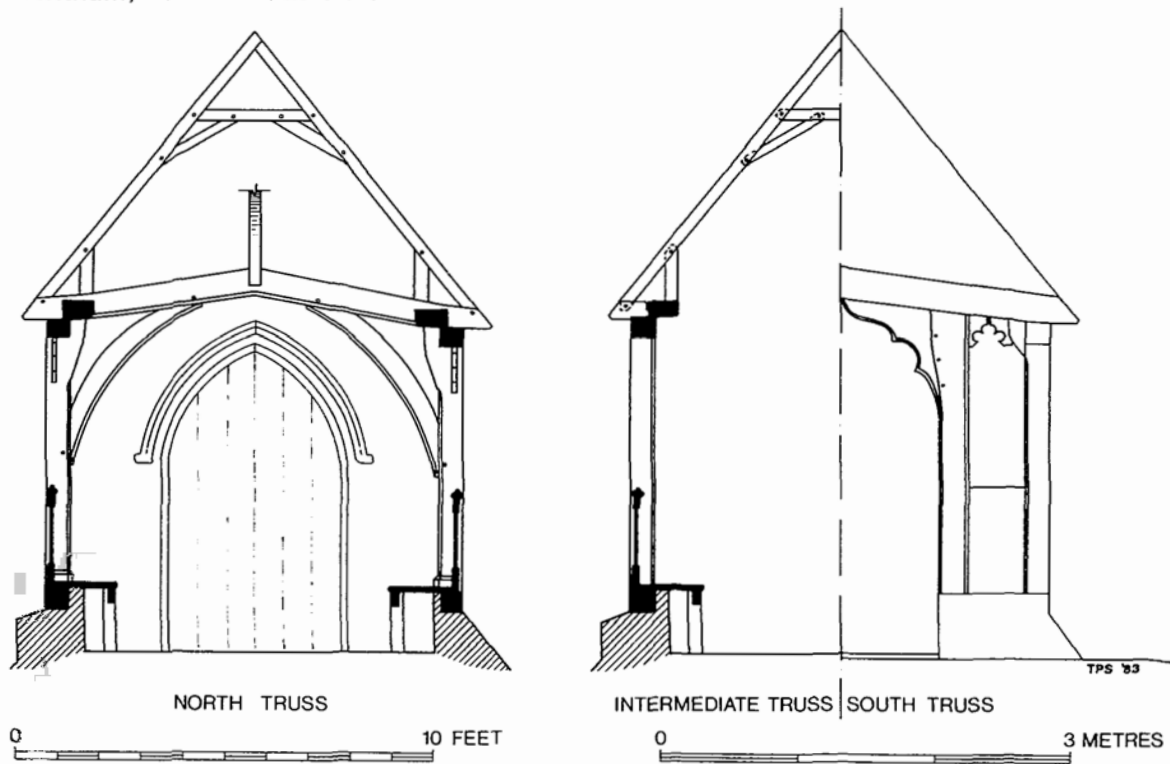 TPS '83
NORTH TRUSS
INTERMEDIATE TRUSS SOUTH TRUSS
0 10 FEET
0 3 METRES